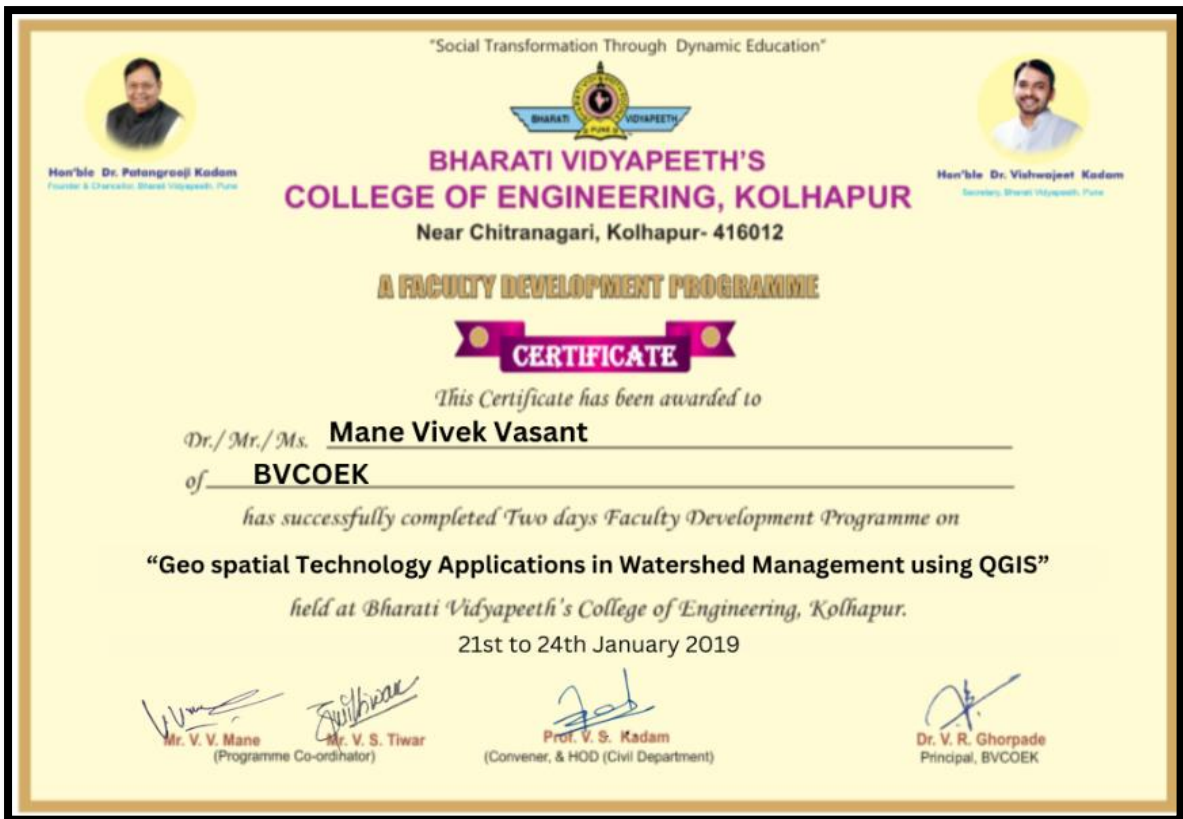 "Social Transformation Through Dynamic Education"
BHARATI VIDYAPEETH
PUNE
Hon'ble Dr. Patangraoji Kadam
Founder & Chancellor, Bharati Vidyapeeth, Pune
Hon'ble Dr. Vishwajeet Kadam
Secretary, Bharati Vidyapeeth, Pune
BHARATI VIDYAPEETH'S
COLLEGE OF ENGINEERING, KOLHAPUR
Near Chitranagari, Kolhapur- 416012
A FACULTY DEVELOPMENT PROGRAMME
CERTIFICATE
This Certificate has been awarded to
Dr./ Mr./ Ms. Mane Vivek Vasant
of BVCOEK
has successfully completed Two days Faculty Development Programme on
“Geo spatial Technology Applications in Watershed Management using QGIS”
held at Bharati Vidyapeeth's College of Engineering, Kolhapur.
21st to 24th January 2019
Mr. V. V. Mane Mr. V. S. Tiwar
(Programme Co-ordinator)
Prof. V. S. Kadam
(Convener, & HOD (Civil Department)
Dr. V. R. Ghorpade
Principal, BVCOEK